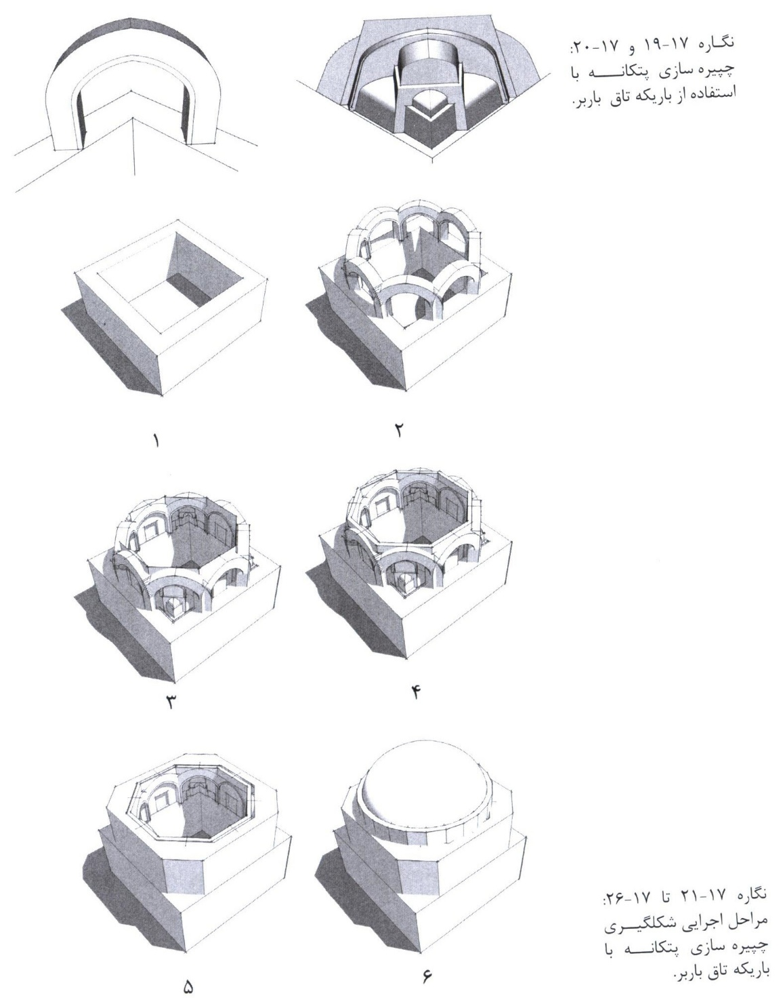 نگاره ۱۷-۱۹ و ۱۷-۲۰:
چپیره سازی پتکانه با
استفاده از باریکه تاق باربر.
۱
۲
۳
۴
۵
۶
نگاره ۱۷-۲۱ تا ۱۷-۲۶:
مراحل اجرایی شکلگیری
چپیره سازی پتکانه با
باریکه تاق باربر.